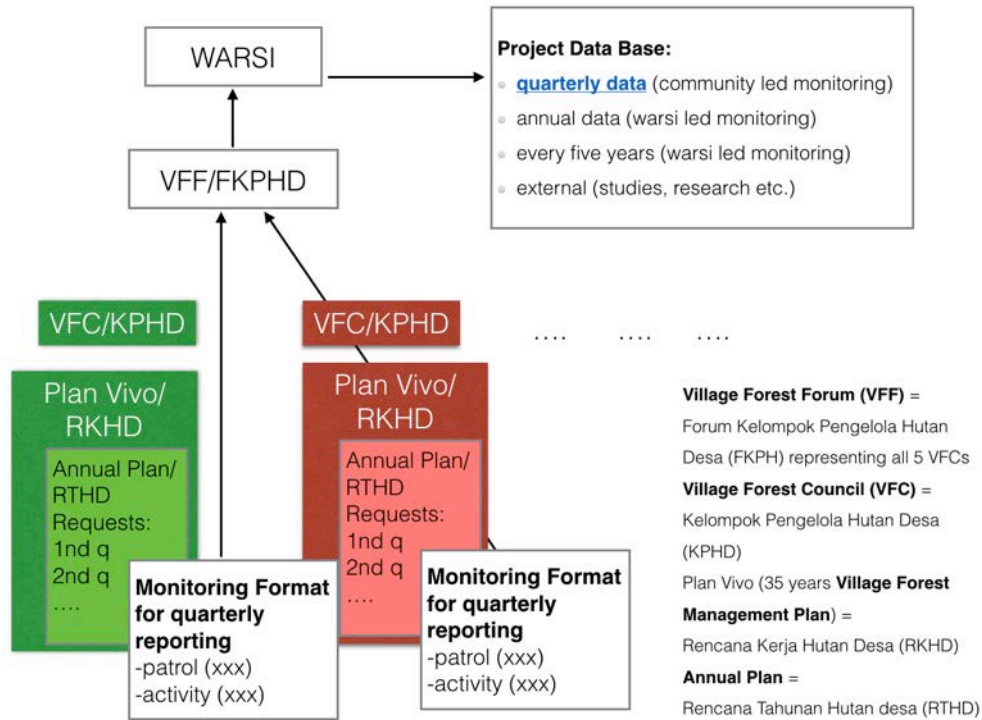 WARSI
Project Data Base:
quarterly data (community led monitoring)
annual data (warsi led monitoring)
every five years (warsi led monitoring)
external (studies, research etc.)
VFF/FKPHD
VFC/KPHD
Plan Vivo/
RKHD
Annual Plan/
RTHD
Requests:
1nd q
2nd q
....
Monitoring Format
for quarterly
reporting
-patrol (xxx)
-activity (xxx)
VFC/KPHD
Plan Vivo/
RKHD
Annual Plan/
RTHD
Requests:
1nd q
2nd q
....
Monitoring Format
for quarterly
reporting
-patrol (xxx)
-activity (xxx)
.... .... ....
Village Forest Forum (VFF) =
Forum Kelompok Pengelola Hutan
Desa (FKPH) representing all 5 VFCs
Village Forest Council (VFC) =
Kelompok Pengelola Hutan Desa
(KPHD)
Plan Vivo (35 years Village Forest
Management Plan) =
Rencana Kerja Hutan Desa (RKHD)
Annual Plan =
Rencana Tahunan Hutan desa (RTHD)